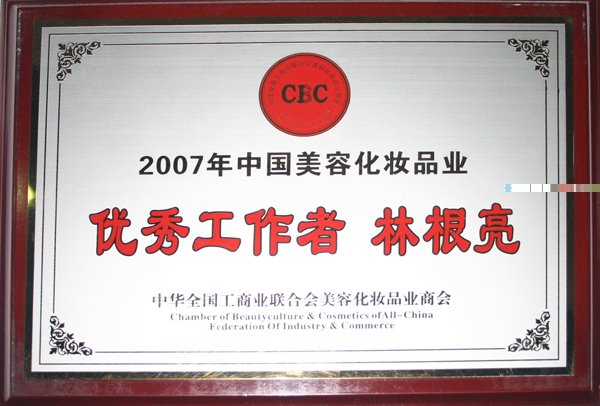 CBC
2007年中国美容化妆品业
优秀工作者 林根亮
中华全国工商业联合会美容化妆品业商会
Chamber of Beautyculture & Cosmetics ofAll-China
Federation Of Industry & Commerce